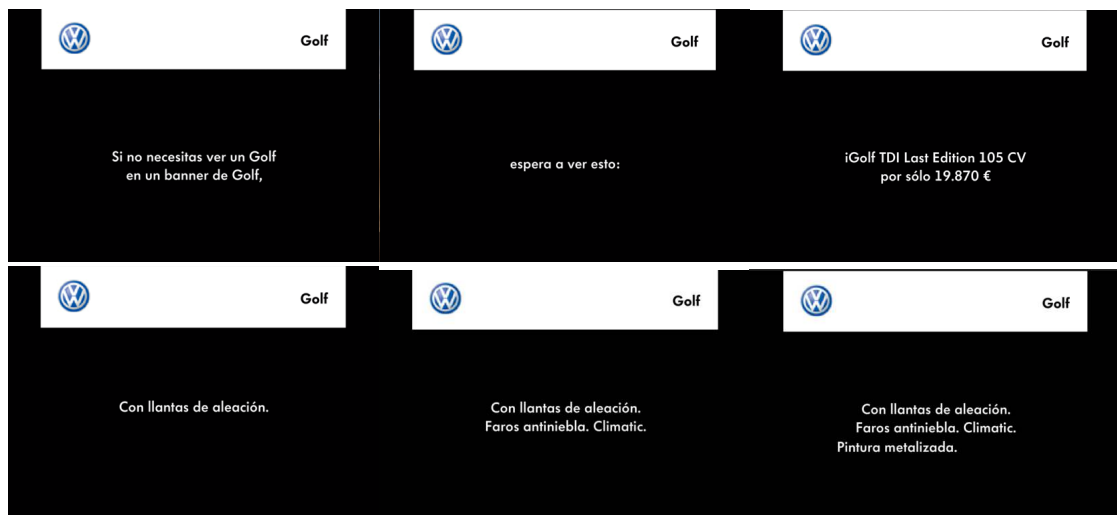 Golf
Si no necesitas ver un Golf
en un banner de Golf,
Golf
espera a ver esto:
Golf
iGolf TDI Last Edition 105 CV
por sólo 19.870 €
Golf
Con llantas de aleación.
Golf
Con llantas de aleación.
Faros antiniebla. Climatic.
Golf
Con llantas de aleación.
Faros antiniebla. Climatic.
Pintura metalizada.